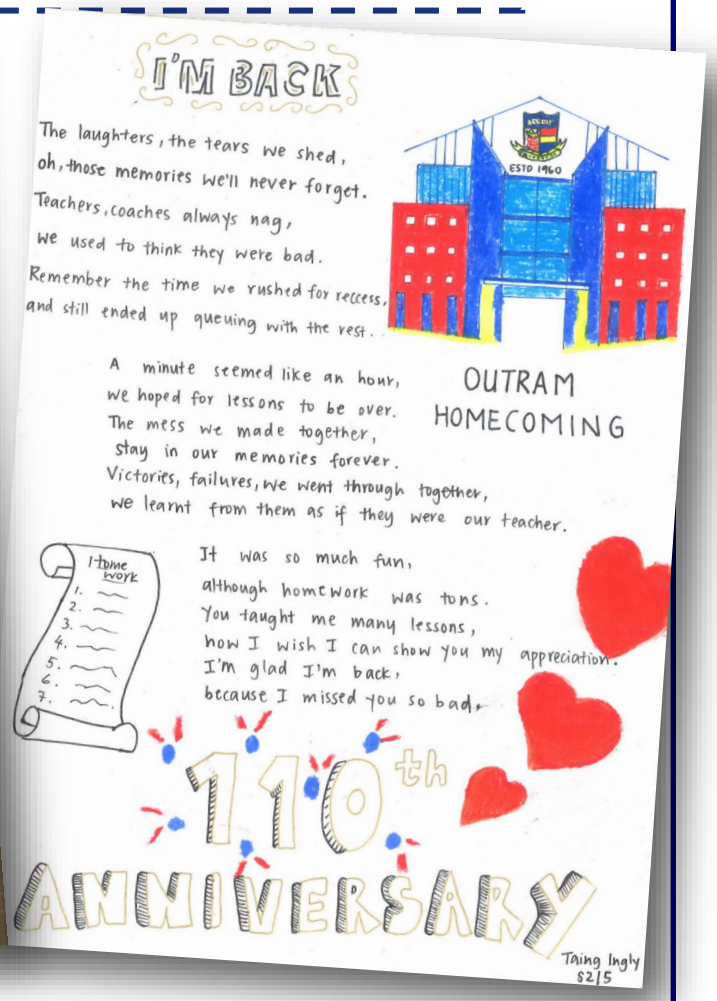 I'M BACK
The laughters, the tears we shed,
oh, those memories we'll never forget.
Teachers, coaches always nag,
we used to think they were bad.
Remember the time we rushed for reccess,
and still ended up queuing with the rest.
ESTD 1960
OUTRAM
HOMECOMING
A minute seemed like an hour,
we hoped for lessons to be over.
The mess we made together,
stay in our memories forever.
Victories, failures, we went through together,
we learnt from them as if they were our teacher.
Home
work
1.
2.
3.
4.
5.
6.
7.
It was so much fun,
although homework was tons.
You taught me many lessons,
how I wish I can show you my appreciation.
I'm glad I'm back,
because I missed you so bad.
110th
ANNIVERSARY
Taing Ingly
S2/5